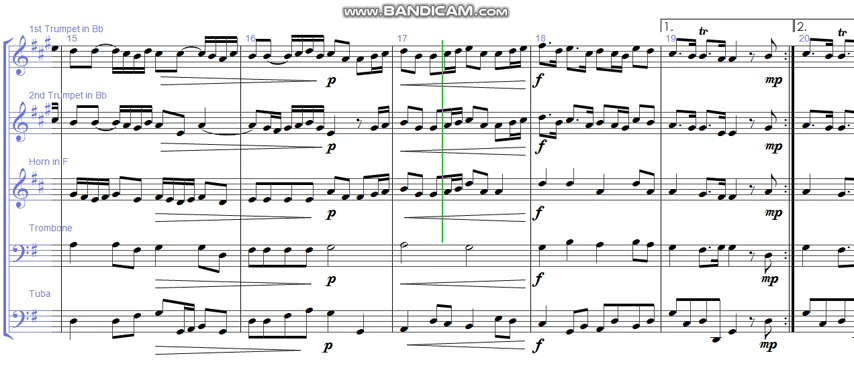 www.BANDICAM.com
1. 2.
1st Trumpet in Bb
15 16 17 18 19 20
tr tr
p f mp
2nd Trumpet in Bb
p f mp
Horn in F
p f mp
Trombone
p f mp
Tuba
p f mp